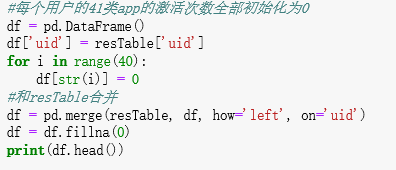 #每个用户的41类app的激活次数全部初始化为0
df = pd.DataFrame()
df['uid'] = resTable['uid']
for i in range(40):
    df[str(i)] = 0
#和resTable合并
df = pd.merge(resTable, df, how='left', on='uid')
df = df.fillna(0)
print(df.head())